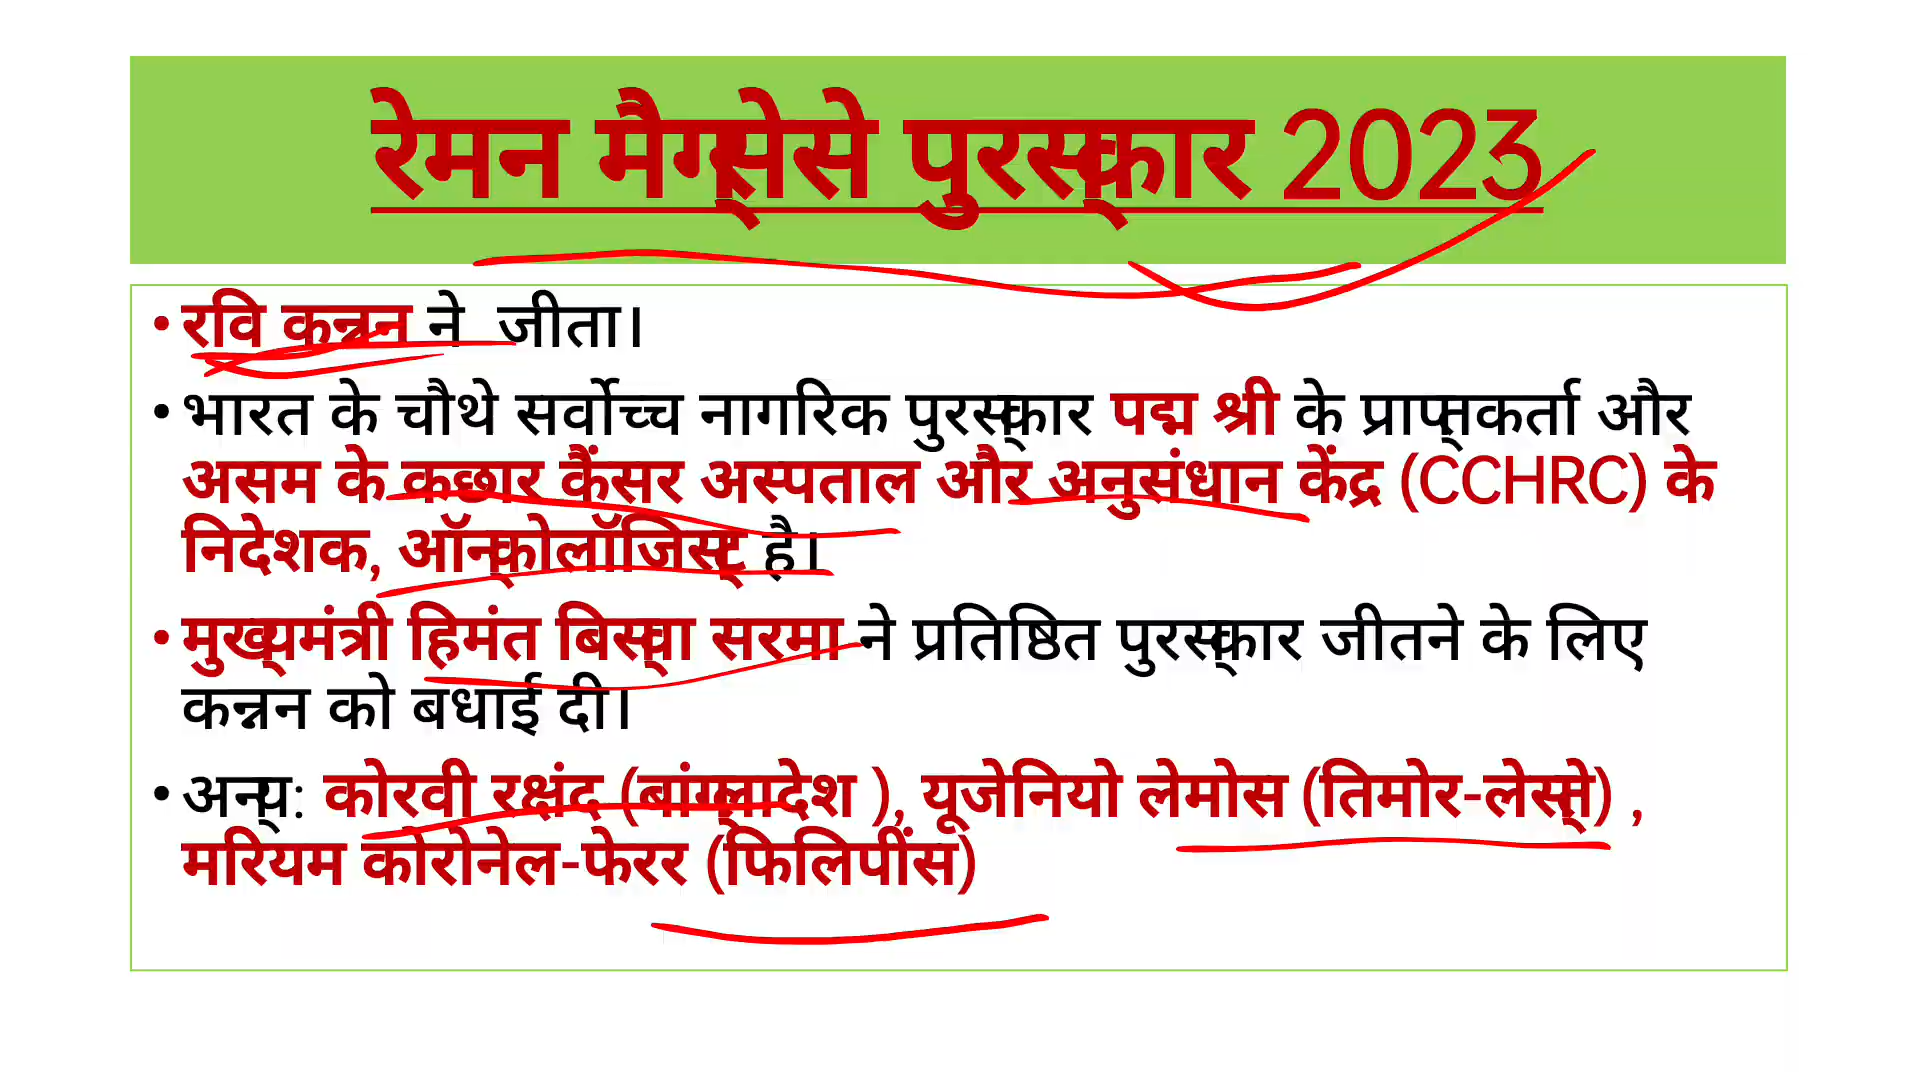 रेमन मैग्सेसे पुरस्कार 2023
• रवि कन्नन ने जीता।
• भारत के चौथे सर्वोच्च नागरिक पुरस्कार पद्म श्री के प्राप्तकर्ता और
असम के कछार कैंसर अस्पताल और अनुसंधान केंद्र (CCHRC) के
निदेशक, ऑन्कोलॉजिस्ट है।
• मुख्यमंत्री हिमंत बिस्वा सरमा ने प्रतिष्ठित पुरस्कार जीतने के लिए
कन्नन को बधाई दी।
• अन्य: कोरवी रक्षंद (बांग्लादेश ), यूजेनियो लेमोस (तिमोर-लेस्ते) ,
मरियम कोरोनेल-फेरर (फिलिपींस)